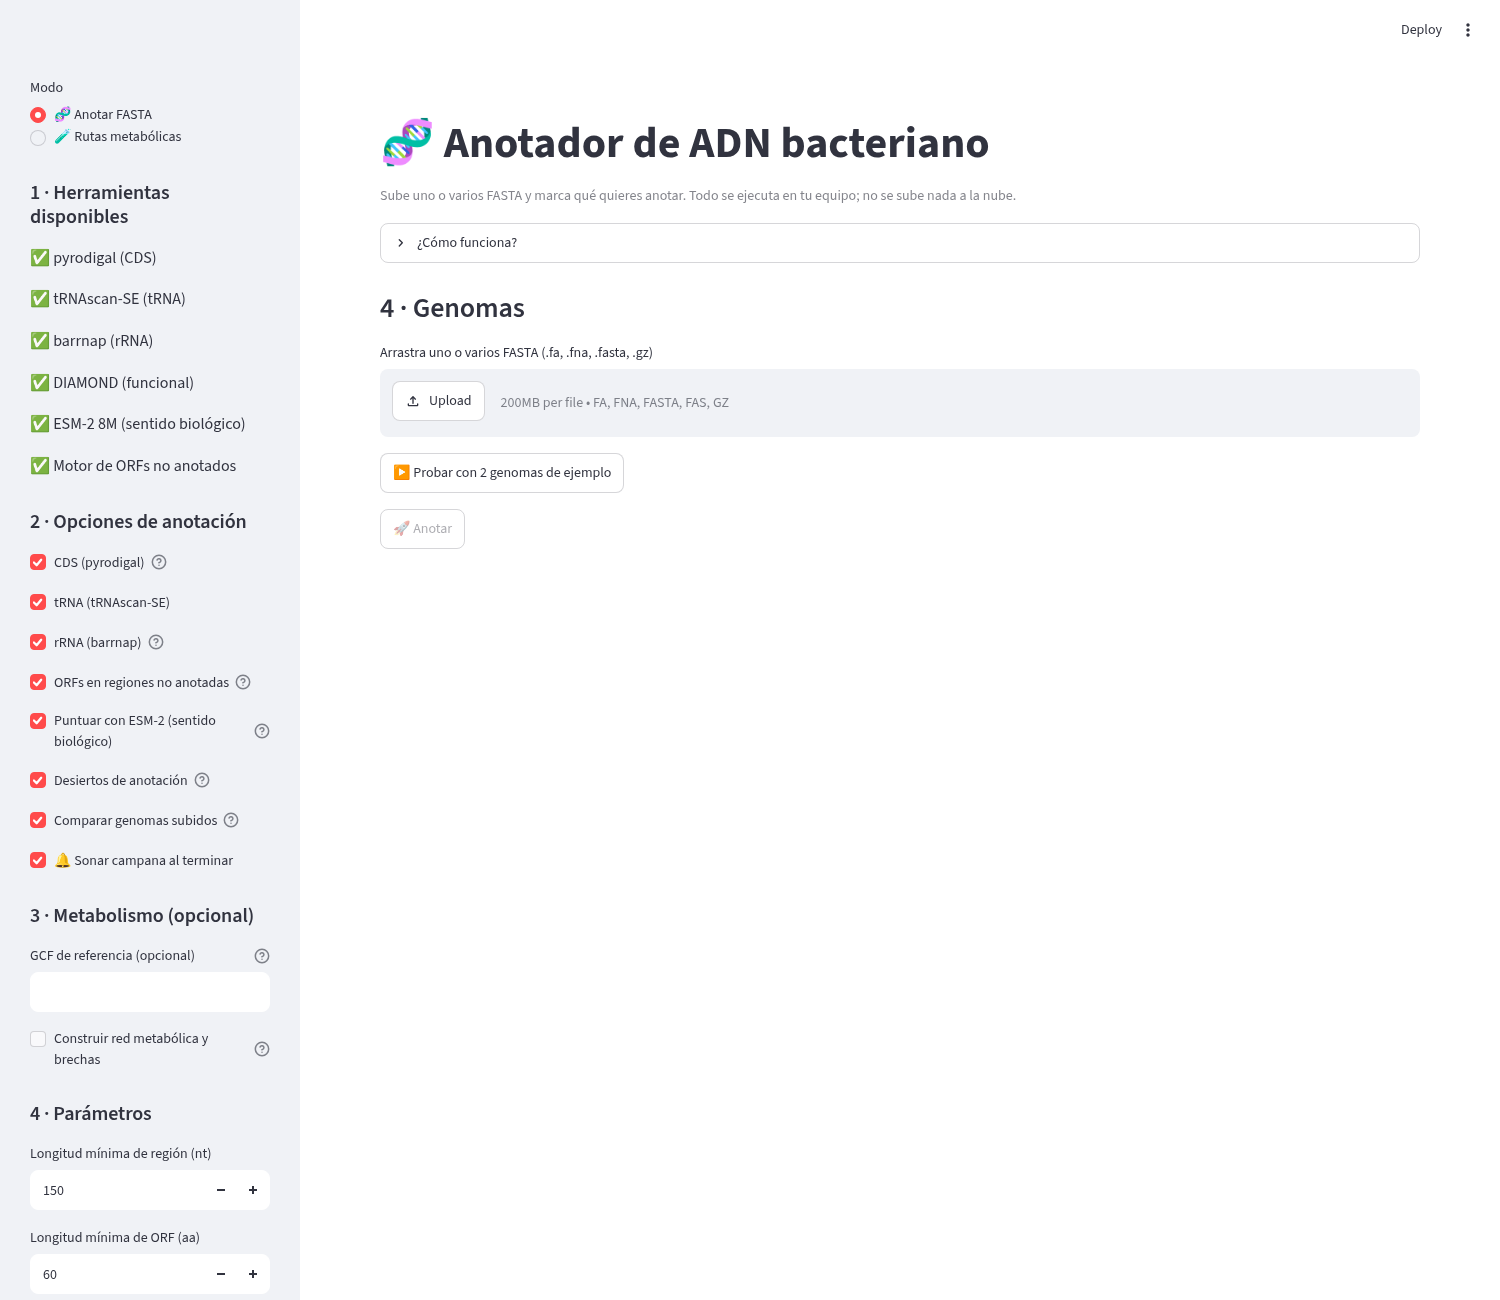 Deploy
Modo
🧬 Anotar FASTA
🧪 Rutas metabólicas
1 · Herramientas
disponibles
✅ pyrodigal (CDS)
✅ tRNAscan-SE (tRNA)
✅ barrnap (rRNA)
✅ DIAMOND (funcional)
✅ ESM-2 8M (sentido biológico)
✅ Motor de ORFs no anotados
2 · Opciones de anotación
CDS (pyrodigal)
tRNA (tRNAscan-SE)
rRNA (barrnap)
ORFs en regiones no anotadas
Puntuar con ESM-2 (sentido
biológico)
Desiertos de anotación
Comparar genomas subidos
🔔 Sonar campana al terminar
3 · Metabolismo (opcional)
GCF de referencia (opcional)
Construir red metabólica y
brechas
4 · Parámetros
Longitud mínima de región (nt)
150
Longitud mínima de ORF (aa)
60
🧬 Anotador de ADN bacteriano
Sube uno o varios FASTA y marca qué quieres anotar. Todo se ejecuta en tu equipo; no se sube nada a la nube.
¿Cómo funciona?
4 · Genomas
Arrastra uno o varios FASTA (.fa, .fna, .fasta, .gz)
Upload
200MB per file • FA, FNA, FASTA, FAS, GZ
▶️ Probar con 2 genomas de ejemplo
🚀 Anotar